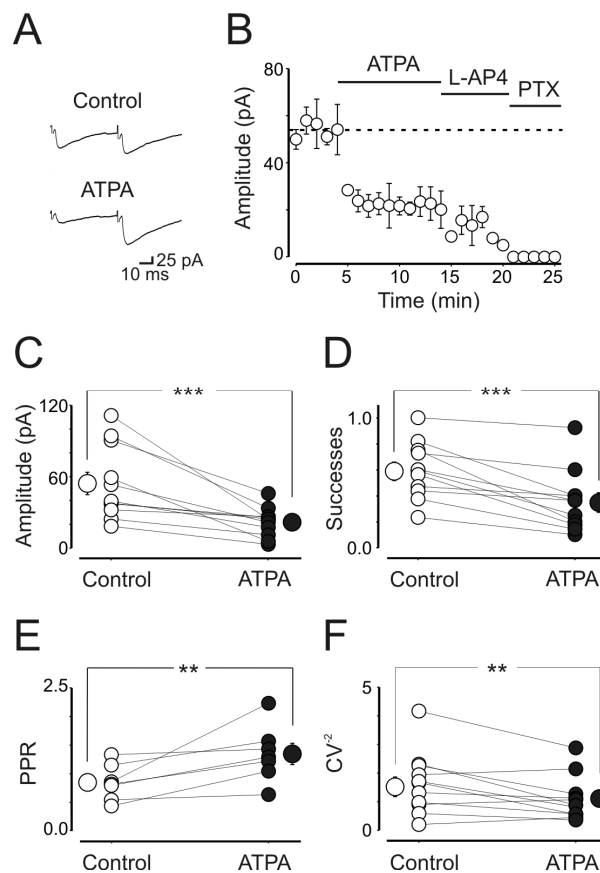 A
Control
ATPA
25 pA
10 ms
B
ATPA
L-AP4
PTX
80
40
0
Amplitude (pA)
0 5 10 15 20 25
Time (min)
C
***
120
60
0
Amplitude (pA)
Control ATPA
D
***
1.0
0.0
Successes
Control ATPA
E
**
2.5
0.0
PPR
Control ATPA
F
**
5
0
CV⁻²
Control ATPA